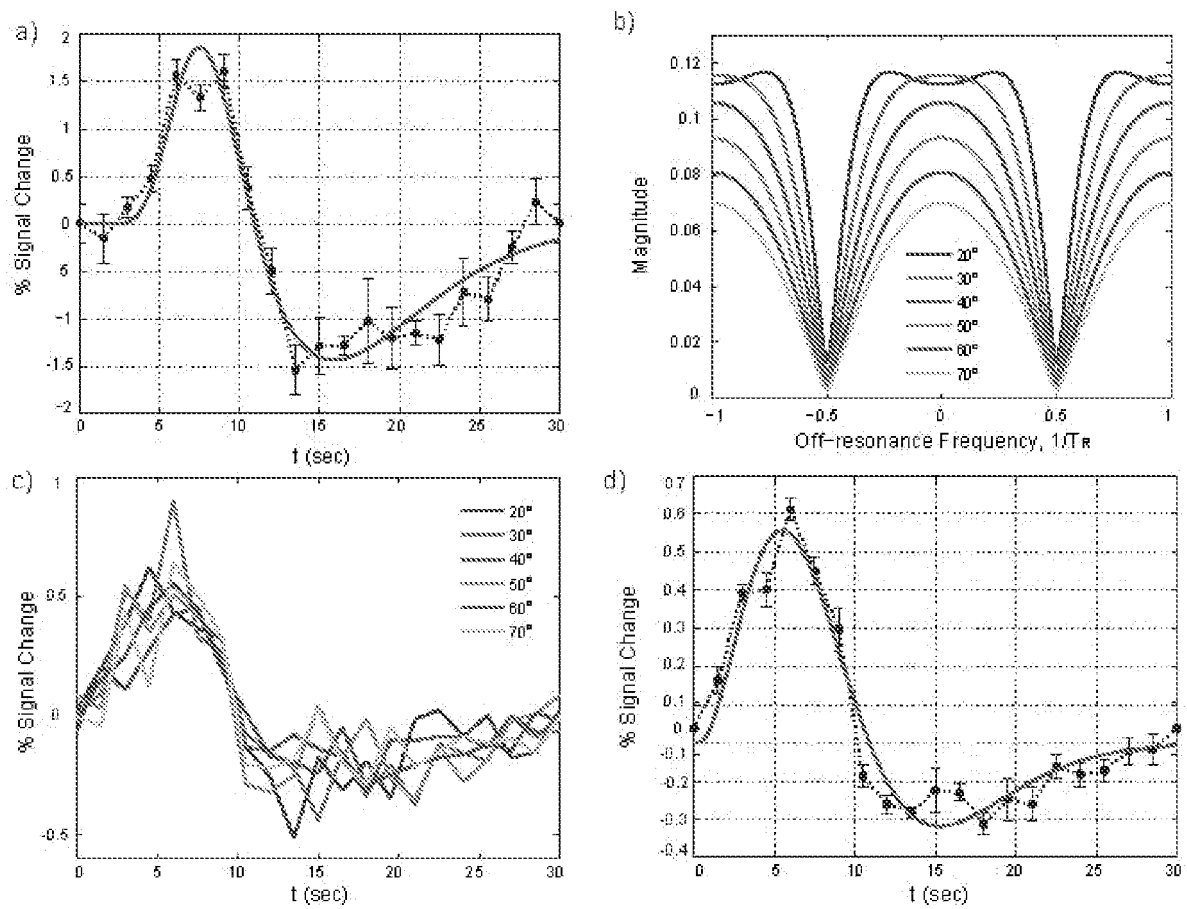 a)
2
1.5
1
0.5
0
5
-1
-1.5
-2
0 5 10 15 20 25 30
% Signal Change
t (sec)
b)
0.12
0.1
0.08
0.06
0.04
0.02
0
-1 -0.5 0 0.5 1
Magnitude
Off-resonance Frequency, 1/TR
20°
30°
40°
50°
60°
70°
c)
1
0.5
0
-0.5
0 5 10 15 20 25 30
% Signal Change
t (sec)
20°
30°
40°
50°
60°
70°
d)
0.7
0.6
0.5
0.4
0.3
0.2
0.1
0
-0.1
-0.2
-0.3
-0.4
0 5 10 15 20 25 30
% Signal Change
t (sec)